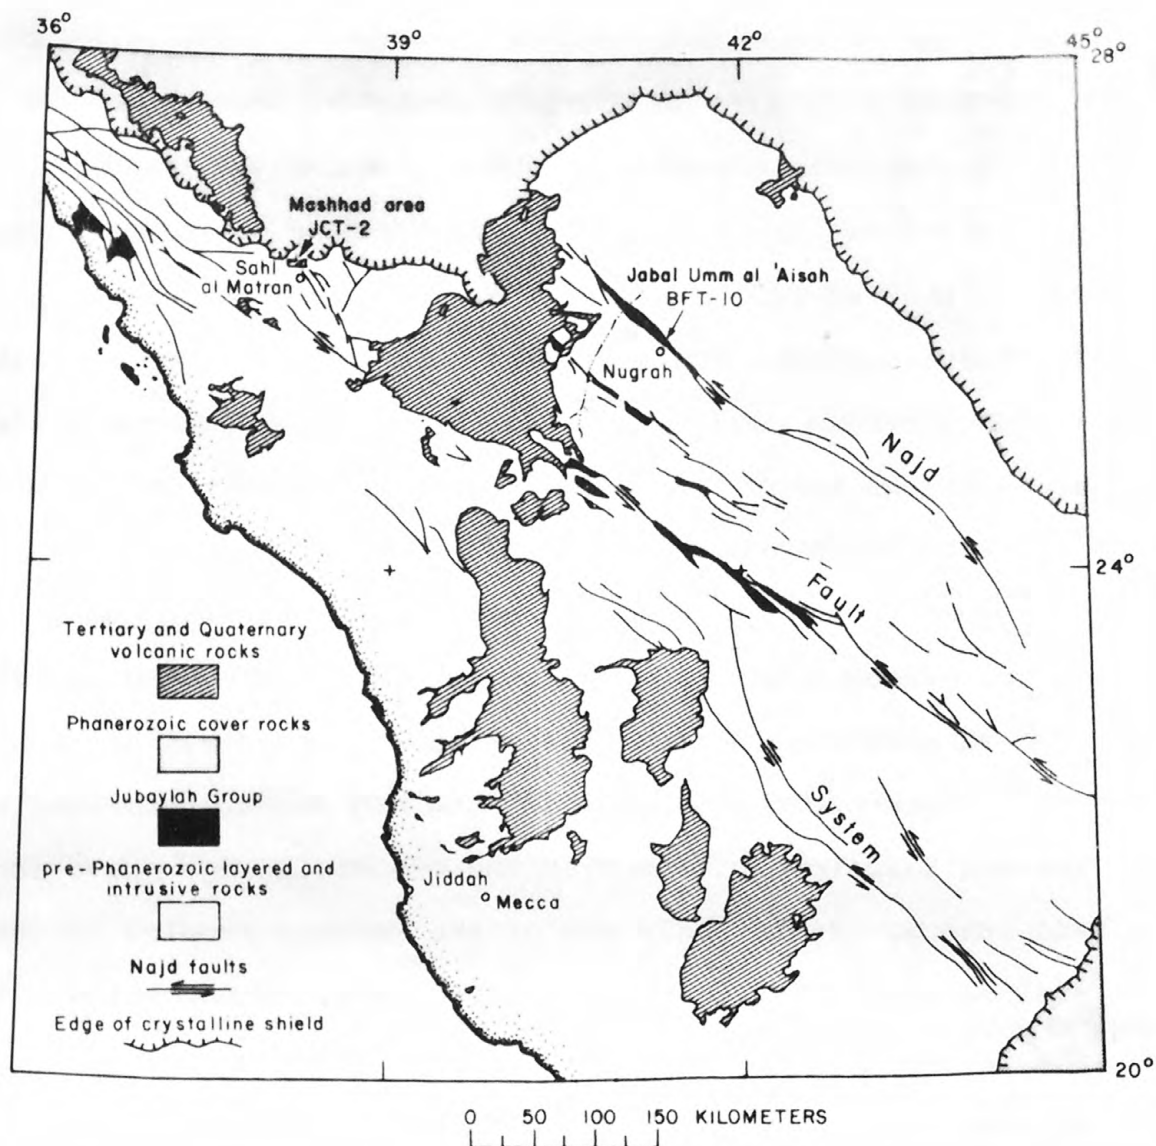 36°
39°
42°
45°
28°
Mashhad area
JCT-2
Sahl
al Matran
Jabal Umm al 'Aisah
BFT-10
Nugrah
Najd
24°
Fault
Tertiary and Quaternary
volcanic rocks
Phanerozoic cover rocks
Jubaylah Group
System
pre-Phanerozoic layered and
intrusive rocks
Jiddah
Mecca
Najd faults
Edge of crystalline shield
20°
0 50 100 150 KILOMETERS